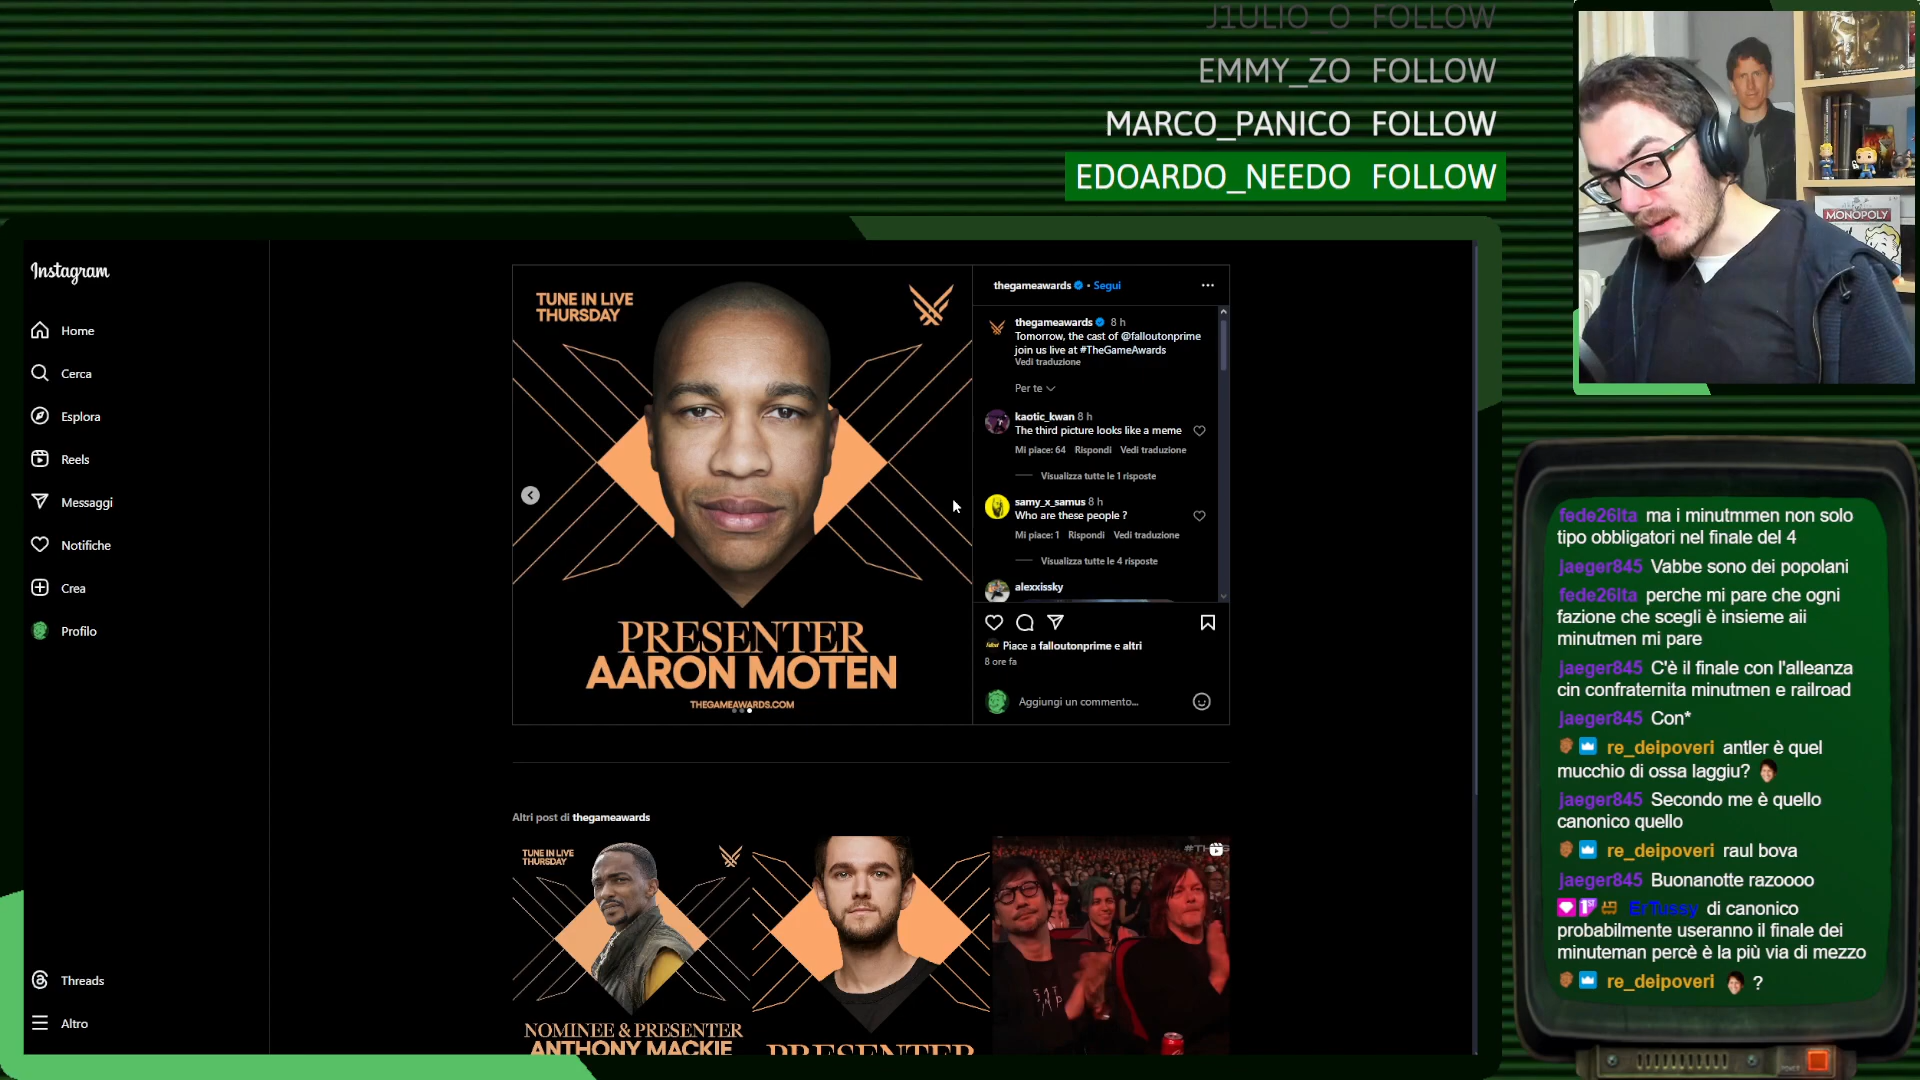 J1ULIO_O FOLLOW
EMMY_ZO FOLLOW
MARCO_PANICO FOLLOW
EDOARDO_NEEDO FOLLOW
MONOPOLY
Instagram
Home
Cerca
Esplora
Reels
Messaggi
Notifiche
Crea
Profilo
Threads
Altro
TUNE IN LIVE
THURSDAY
PRESENTER
AARON MOTEN
THEGAMEAWARDS.COM
thegameawards • Segui
thegameawards 8 h
Tomorrow, the cast of @falloutonprime
join us live at #TheGameAwards
Vedi traduzione
Per te
kaotic_kwan 8 h
The third picture looks like a meme
Mi piace: 64 Rispondi Vedi traduzione
Visualizza tutte le 1 risposte
samy_x_samus 8 h
Who are these people ?
Mi piace: 1 Rispondi Vedi traduzione
Visualizza tutte le 4 risposte
alexxissky
Piace a falloutonprime e altri
8 ore fa
Aggiungi un commento...
Altri post di thegameawards
TUNE IN LIVE
THURSDAY
NOMINEE & PRESENTER
ANTHONY MACKIE
PRESENTER
fede26ita ma i minutmmen non solo
tipo obbligatori nel finale del 4
jaeger845 Vabbe sono dei popolani
fede26ita perche mi pare che ogni
fazione che scegli è insieme aii
minutmen mi pare
jaeger845 C'è il finale con l'alleanza
cin confraternita minutmen e railroad
jaeger845 Con*
re_deipoveri antler è quel
mucchio di ossa laggiu?
jaeger845 Secondo me è quello
canonico quello
re_deipoveri raul bova
jaeger845 Buonanotte razoooo
ErTussy di canonico
probabilmente useranno il finale dei
minuteman percè è la più via di mezzo
re_deipoveri ?